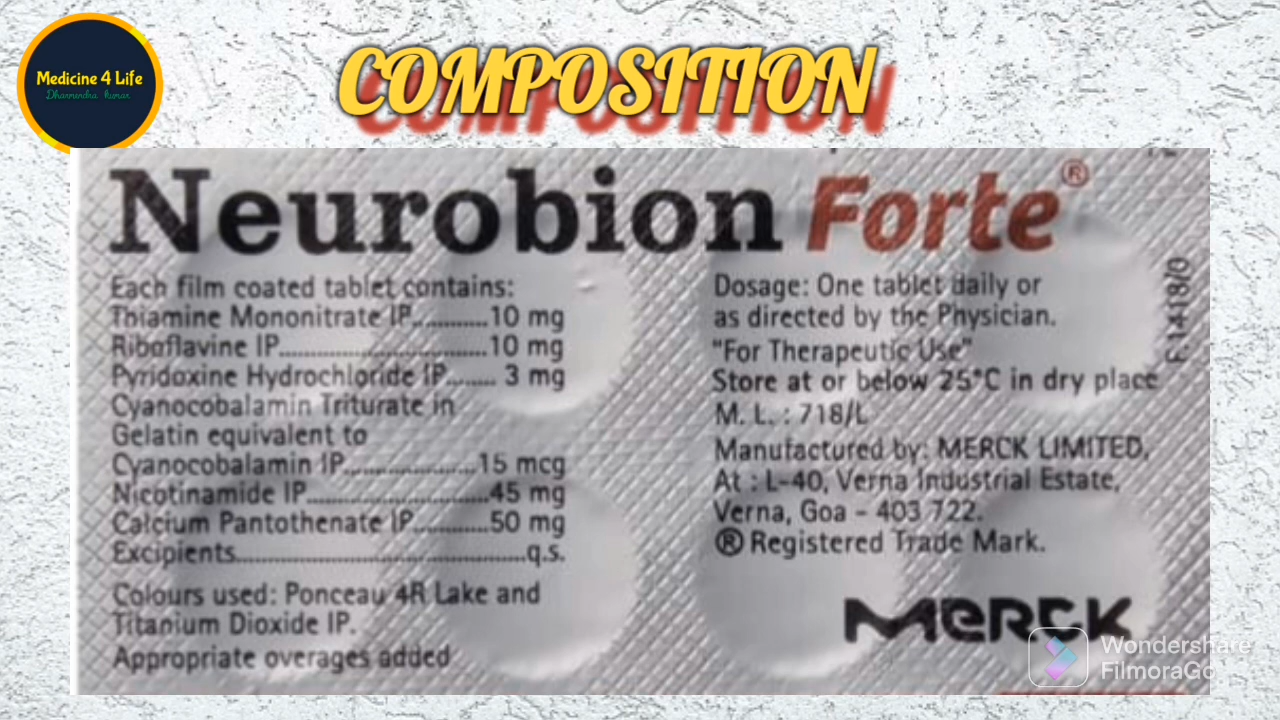 Medicine 4 Life
Dharmindra kumar
COMPOSITION
Neurobion Forte®
Each film coated tablet contains:
Thiamine Mononitrate IP............10 mg
Riboflavine IP...................................10 mg
Pyridoxine Hydrochloride IP........ 3 mg
Cyanocobalamin Triturate in
Gelatin equivalent to
Cyanocobalamin IP......................15 mcg
Nicotinamide IP..............................45 mg
Calcium Pantothenate IP............50 mg
Excipients................................................q.s.
Colours used: Ponceau 4R Lake and
Titanium Dioxide IP.
Appropriate overages added
Dosage: One tablet daily or
as directed by the Physician.
"For Therapeutic Use"
Store at or below 25°C in dry place
M. L. : 718/L
Manufactured by: MERCK LIMITED,
At : L-40, Verna Industrial Estate,
Verna, Goa - 403 722.
® Registered Trade Mark.
MERCK
Wondershare
FilmoraGo